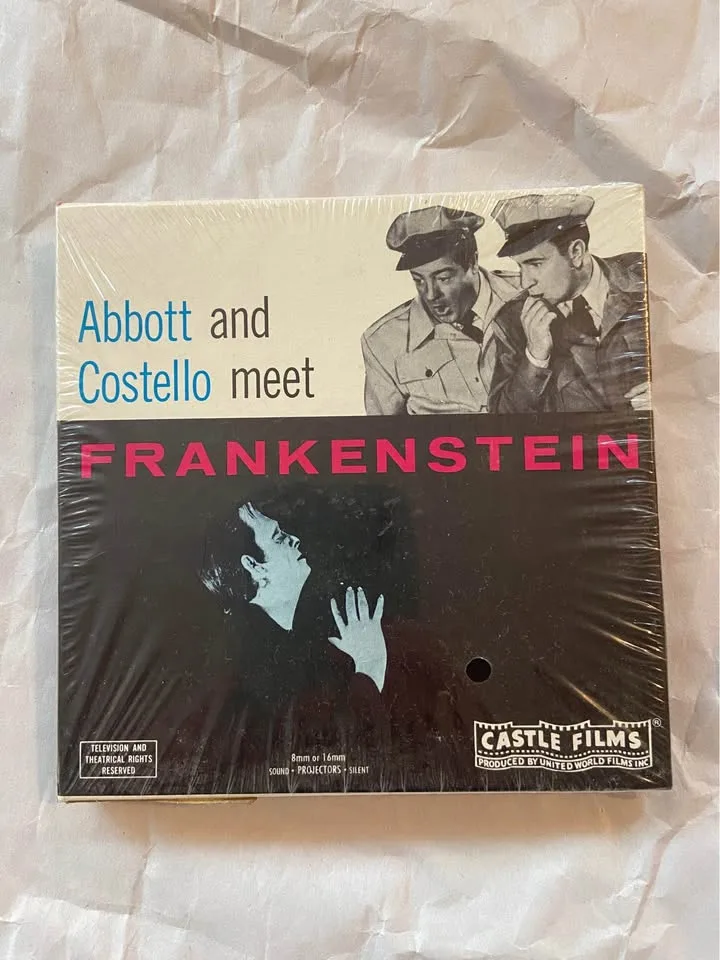 Abbott and
Costello meet
FRANKENSTEIN
TELEVISION AND
THEATRICAL RIGHTS
RESERVED
8mm or 16mm
SOUND • PROJECTORS • SILENT
CASTLE FILMS®
PRODUCED BY UNITED WORLD FILMS INC